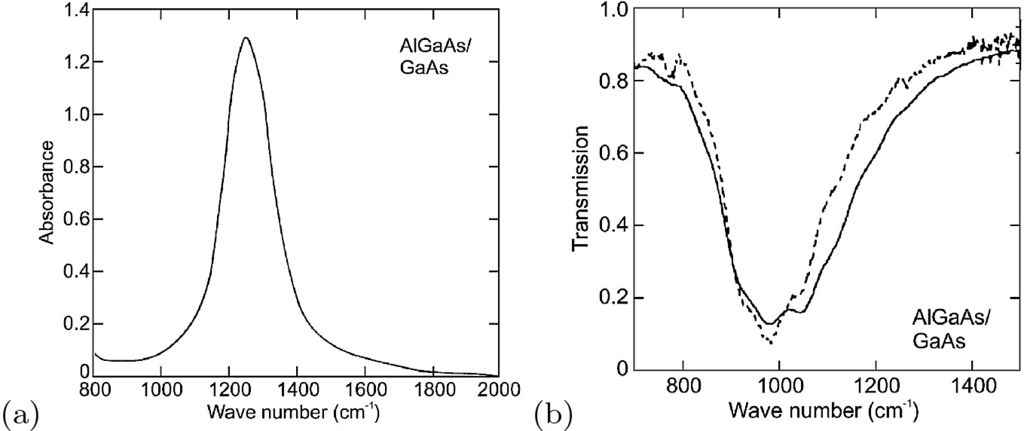 1.4
1.2
1.0
1.2
0.6
0.4
0.2
0
Absorbance
AlGaAs/
GaAs
800 1000 1200 1400 1600 1800 2000
Wave number (cm-1)
(a)
1.0
0.8
0.6
0.4
0.2
0
Transmission
AlGaAs/
GaAs
800 1000 1200 1400
Wave number (cm-1)
(b)